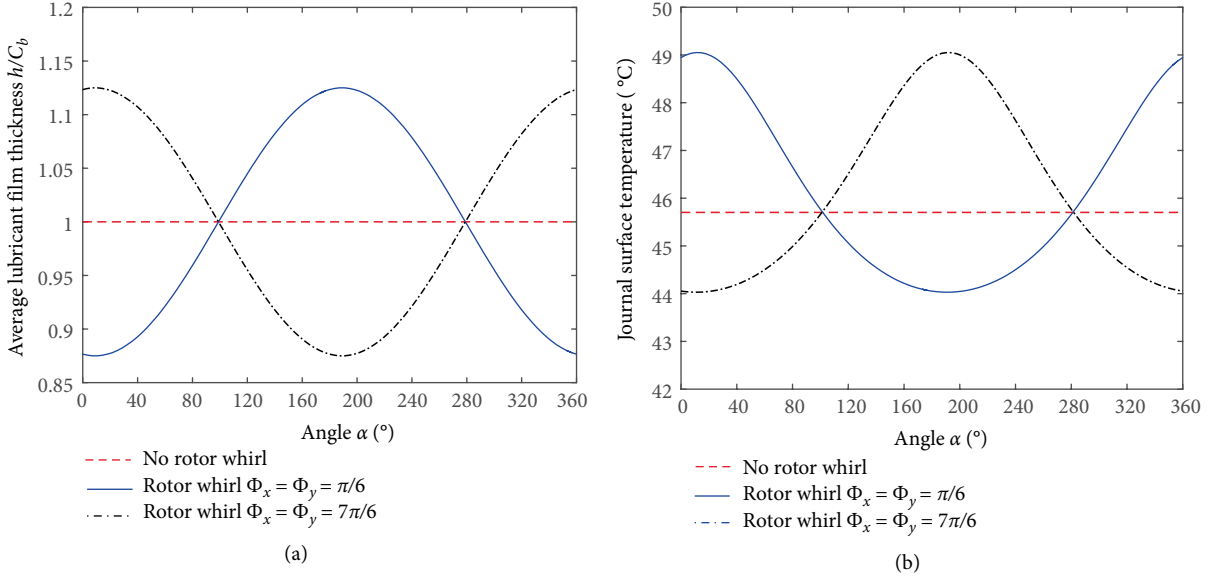 Average lubricant film thickness h/C_b
1.2
1.15
1.1
1.05
1
0.95
0.9
0.85
0 40 80 120 160 200 240 280 320 360
Angle α (°)
No rotor whirl
Rotor whirl Φ_x = Φ_y = π/6
Rotor whirl Φ_x = Φ_y = 7π/6
(a)
Journal surface temperature ( °C)
50
49
48
47
46
45
44
43
42
0 40 80 120 160 200 240 280 320 360
Angle α (°)
No rotor whirl
Rotor whirl Φ_x = Φ_y = π/6
Rotor whirl Φ_x = Φ_y = 7π/6
(b)